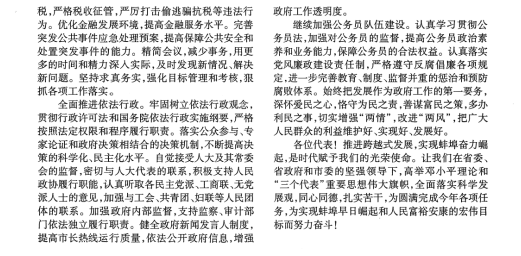 税,严格税收征管,严厉打击偷逃骗抗税等违法行
为。优化金融发展环境,提高金融服务水平。完善
突发公共事件应急处理预案,提高保障公共安全和
处置突发事件的能力。精简会议,减少事务,用更
多的时间和精力深入实际,及时发现新情况、解决
新问题。坚持求真务实,强化目标管理和考核,狠
抓各项工作落实。
全面推进依法行政。牢固树立依法行政观念,
贯彻行政许可法和国务院依法行政实施纲要,严格
按照法定权限和程序履行职责。落实公众参与、专
家论证和政府决策相结合的决策机制,不断提高决
策的科学化、民主化水平。自觉接受人大及其常委
会的监督,密切与人大代表的联系,积极支持人民
政协履行职能,认真听取各民主党派、工商联、无党
派人士的意见,加强与工会、共青团、妇联等人民团
体的联系。加强政府内部监督,支持监察、审计部
门依法独立履行职责。健全政府新闻发言人制度,
提高市长热线运行质量,依法公开政府信息,增强
政府工作透明度。
继续加强公务员队伍建设。认真学习贯彻公
务员法,加强对公务员的监督,提高公务员政治素
养和业务能力,保障公务员的合法权益。认真落实
党风廉政建设责任制,严格遵守反腐倡廉各项规
定,进一步完善教育、制度、监督并重的惩治和预防
腐败体系。始终把发展作为政府工作的第一要务,
深怀爱民之心,恪守为民之责,善谋富民之策,多办
利民之事,切实增强“两情”,改进“两风”,把广大
人民群众的利益维护好、实现好、发展好。
各位代表!推进跨越式发展,实现蚌埠奋力崛
起,是时代赋予我们的光荣使命。让我们在省委、
省政府和市委的坚强领导下,高举邓小平理论和
“三个代表”重要思想伟大旗帜,全面落实科学发
展观,同心同德,扎实苦干,为圆满完成今年各项任
务,为实现蚌埠早日崛起和人民富裕安康的宏伟目
标而努力奋斗!